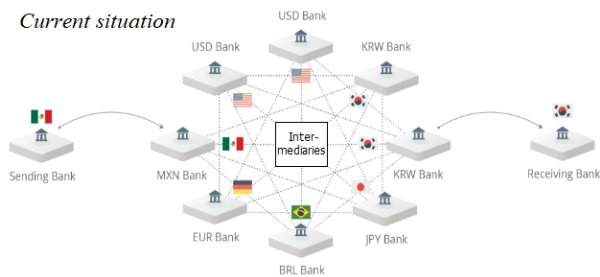 Current situation
USD Bank
USD Bank
KRW Bank
Inter-
mediaries
Sending Bank
MXN Bank
KRW Bank
Receiving Bank
EUR Bank
JPY Bank
BRL Bank